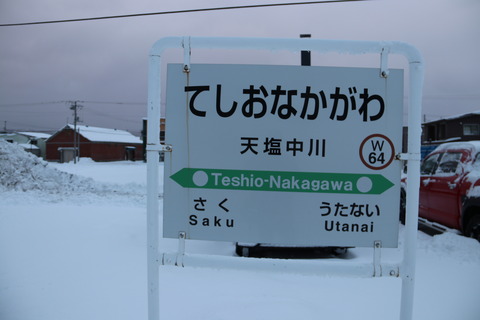 てしおなかがわ
天塩中川
W
64
Teshio-Nakagawa
さく うたない
Saku Utanai